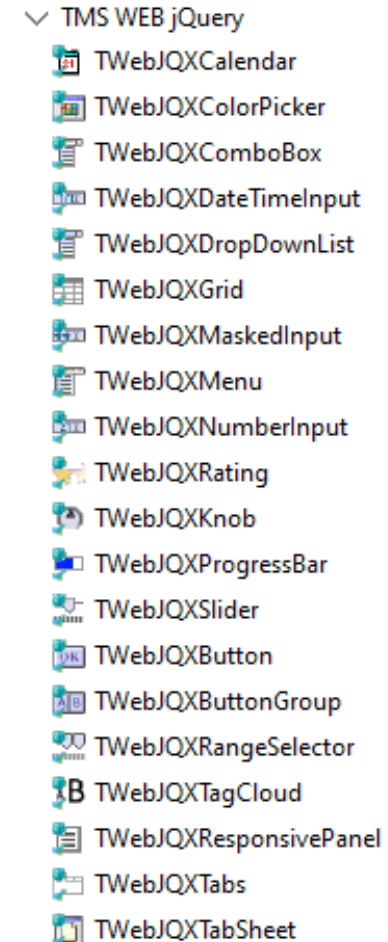 TMS WEB jQuery
TWebJQXCalendar
TWebJQXColorPicker
TWebJQXComboBox
TWebJQXDateTimeInput
TWebJQXDropDownList
TWebJQXGrid
TWebJQXMaskedInput
TWebJQXMenu
TWebJQXNumberInput
TWebJQXRating
TWebJQXKnob
TWebJQXProgressBar
TWebJQXSlider
TWebJQXButton
TWebJQXButtonGroup
TWebJQXRangeSelector
TWebJQXTagCloud
TWebJQXResponsivePanel
TWebJQXTabs
TWebJQXTabSheet